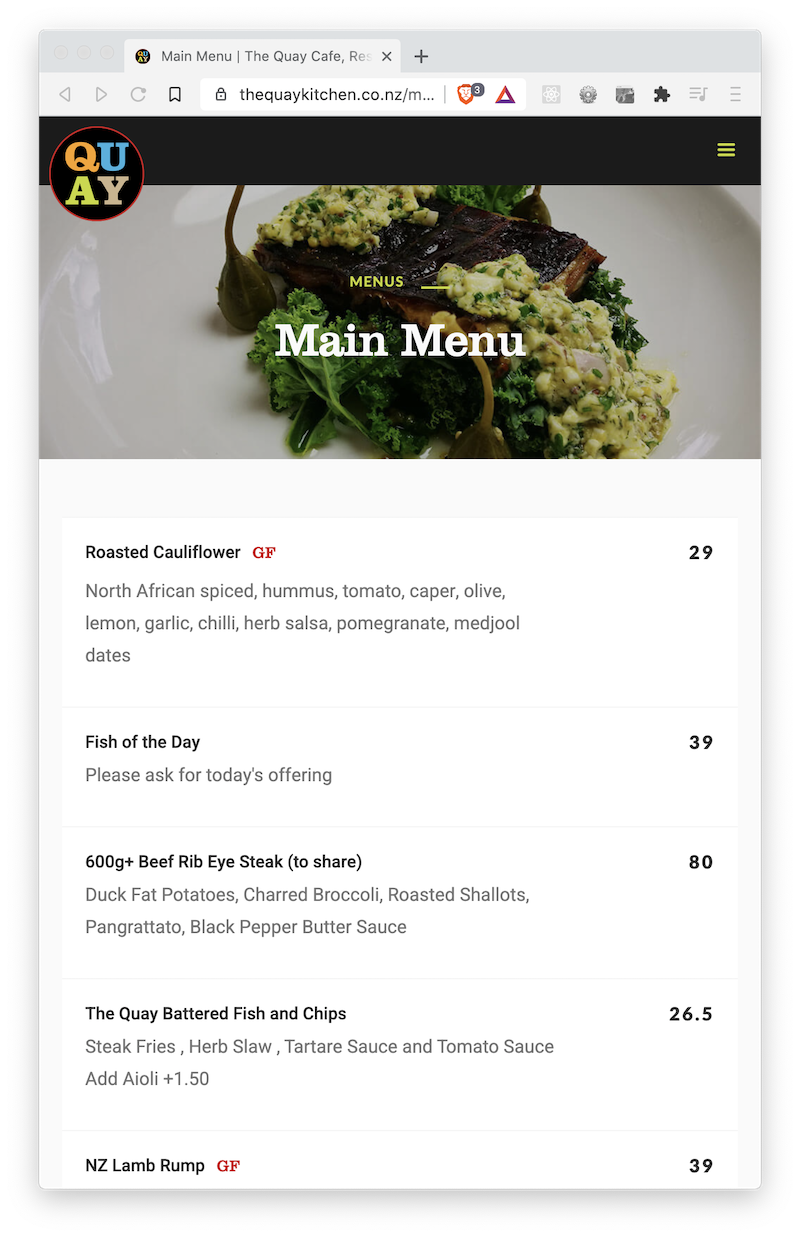 Main Menu | The Quay Cafe, Res
thequaykitchen.co.nz/m...
3
QU
AY
MENUS
Main Menu
Roasted Cauliflower GF 29
North African spiced, hummus, tomato, caper, olive,
lemon, garlic, chilli, herb salsa, pomegranate, medjool
dates
Fish of the Day 39
Please ask for today's offering
600g+ Beef Rib Eye Steak (to share) 80
Duck Fat Potatoes, Charred Broccoli, Roasted Shallots,
Pangrattato, Black Pepper Butter Sauce
The Quay Battered Fish and Chips 26.5
Steak Fries , Herb Slaw , Tartare Sauce and Tomato Sauce
Add Aioli +1.50
NZ Lamb Rump GF 39